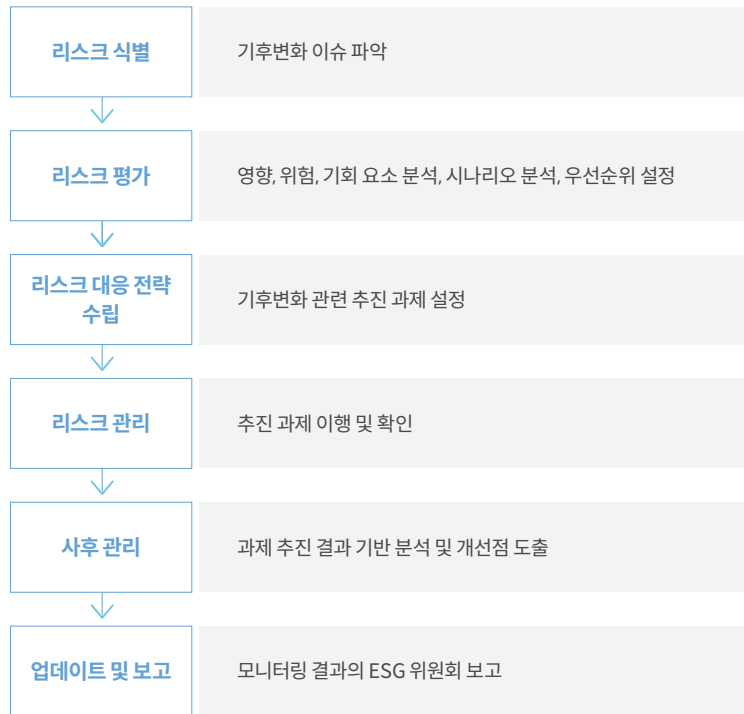 리스크 식별
기후변화 이슈 파악
리스크 평가
영향, 위험, 기회 요소 분석, 시나리오 분석, 우선순위 설정
리스크 대응 전략
수립
기후변화 관련 추진 과제 설정
리스크 관리
추진 과제 이행 및 확인
사후 관리
과제 추진 결과 기반 분석 및 개선점 도출
업데이트 및 보고
모니터링 결과의 ESG 위원회 보고